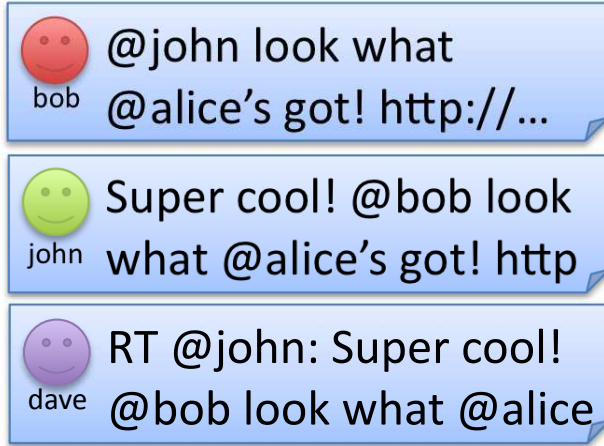 @john look what
bob
@alice's got! http://...
Super cool! @bob look
john
what @alice's got! http
RT @john: Super cool!
dave
@bob look what @alice